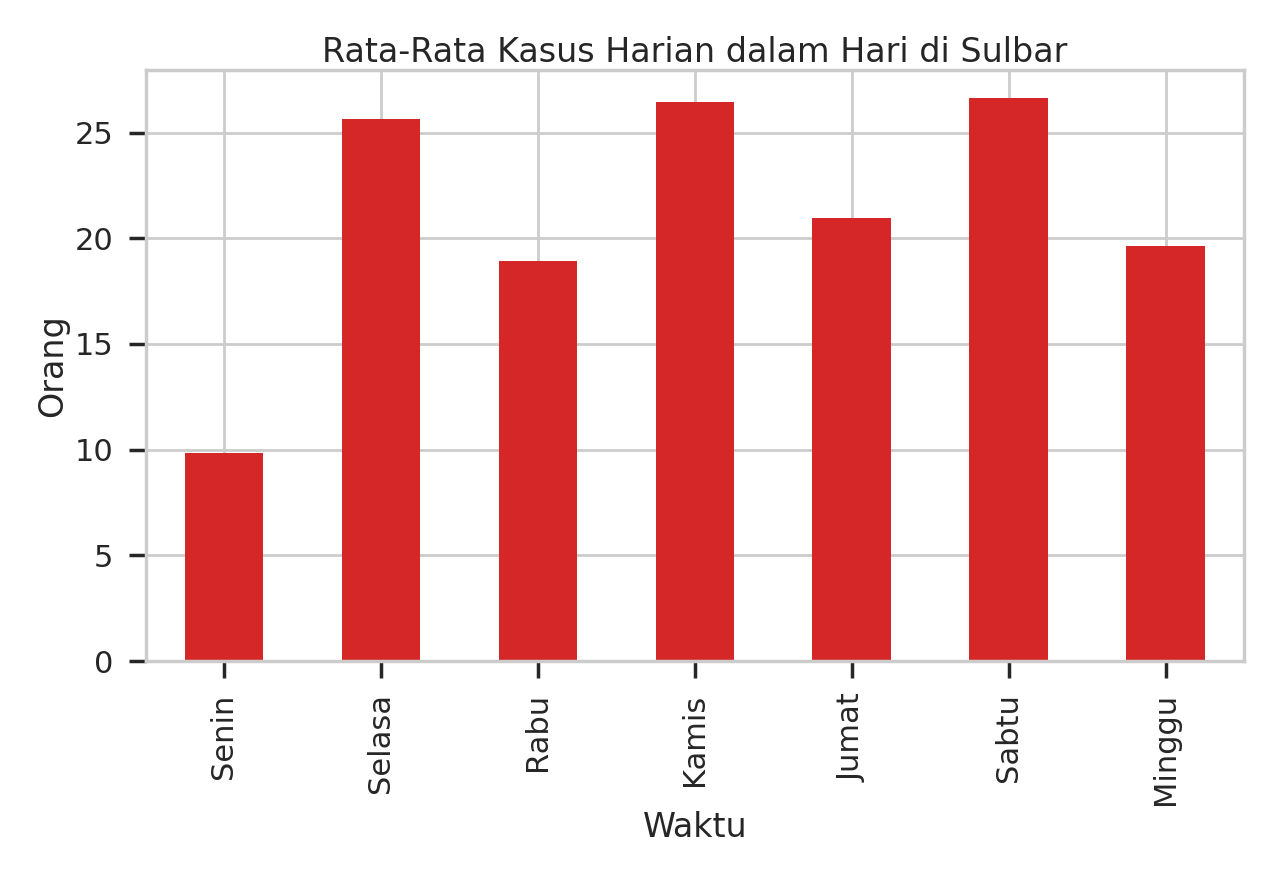 Rata-Rata Kasus Harian dalam Hari di Sulbar
Orang
25
20
15
10
5
0
Senin
Selasa
Rabu
Kamis
Jumat
Sabtu
Minggu
Waktu